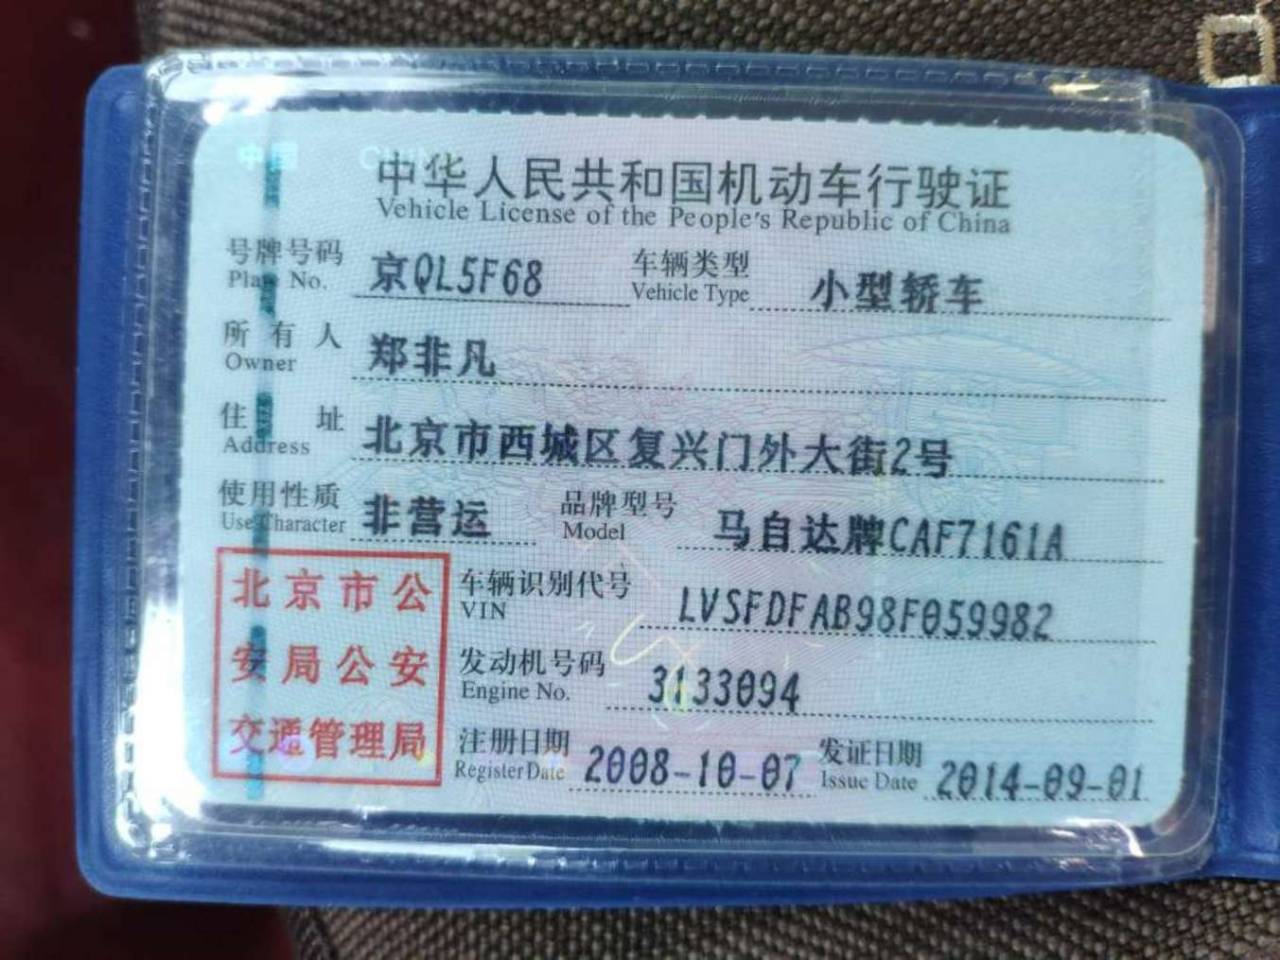 中国 CHINA
中华人民共和国机动车行驶证
Vehicle License of the People's Republic of China
号牌号码 京QL5F68 车辆类型 小型轿车
Plate No. Vehicle Type
所有人 郑非凡
Owner
住址 北京市西城区复兴门外大街2号
Address
使用性质 非营运 品牌型号 马自达牌CAF7161A
Use Character Model
车辆识别代号 LVSFDFAB98F059982
VIN
发动机号码 3133094
Engine No.
注册日期 2008-10-07 发证日期 2014-09-01
Register Date Issue Date
北京市公
安局公安
交通管理局